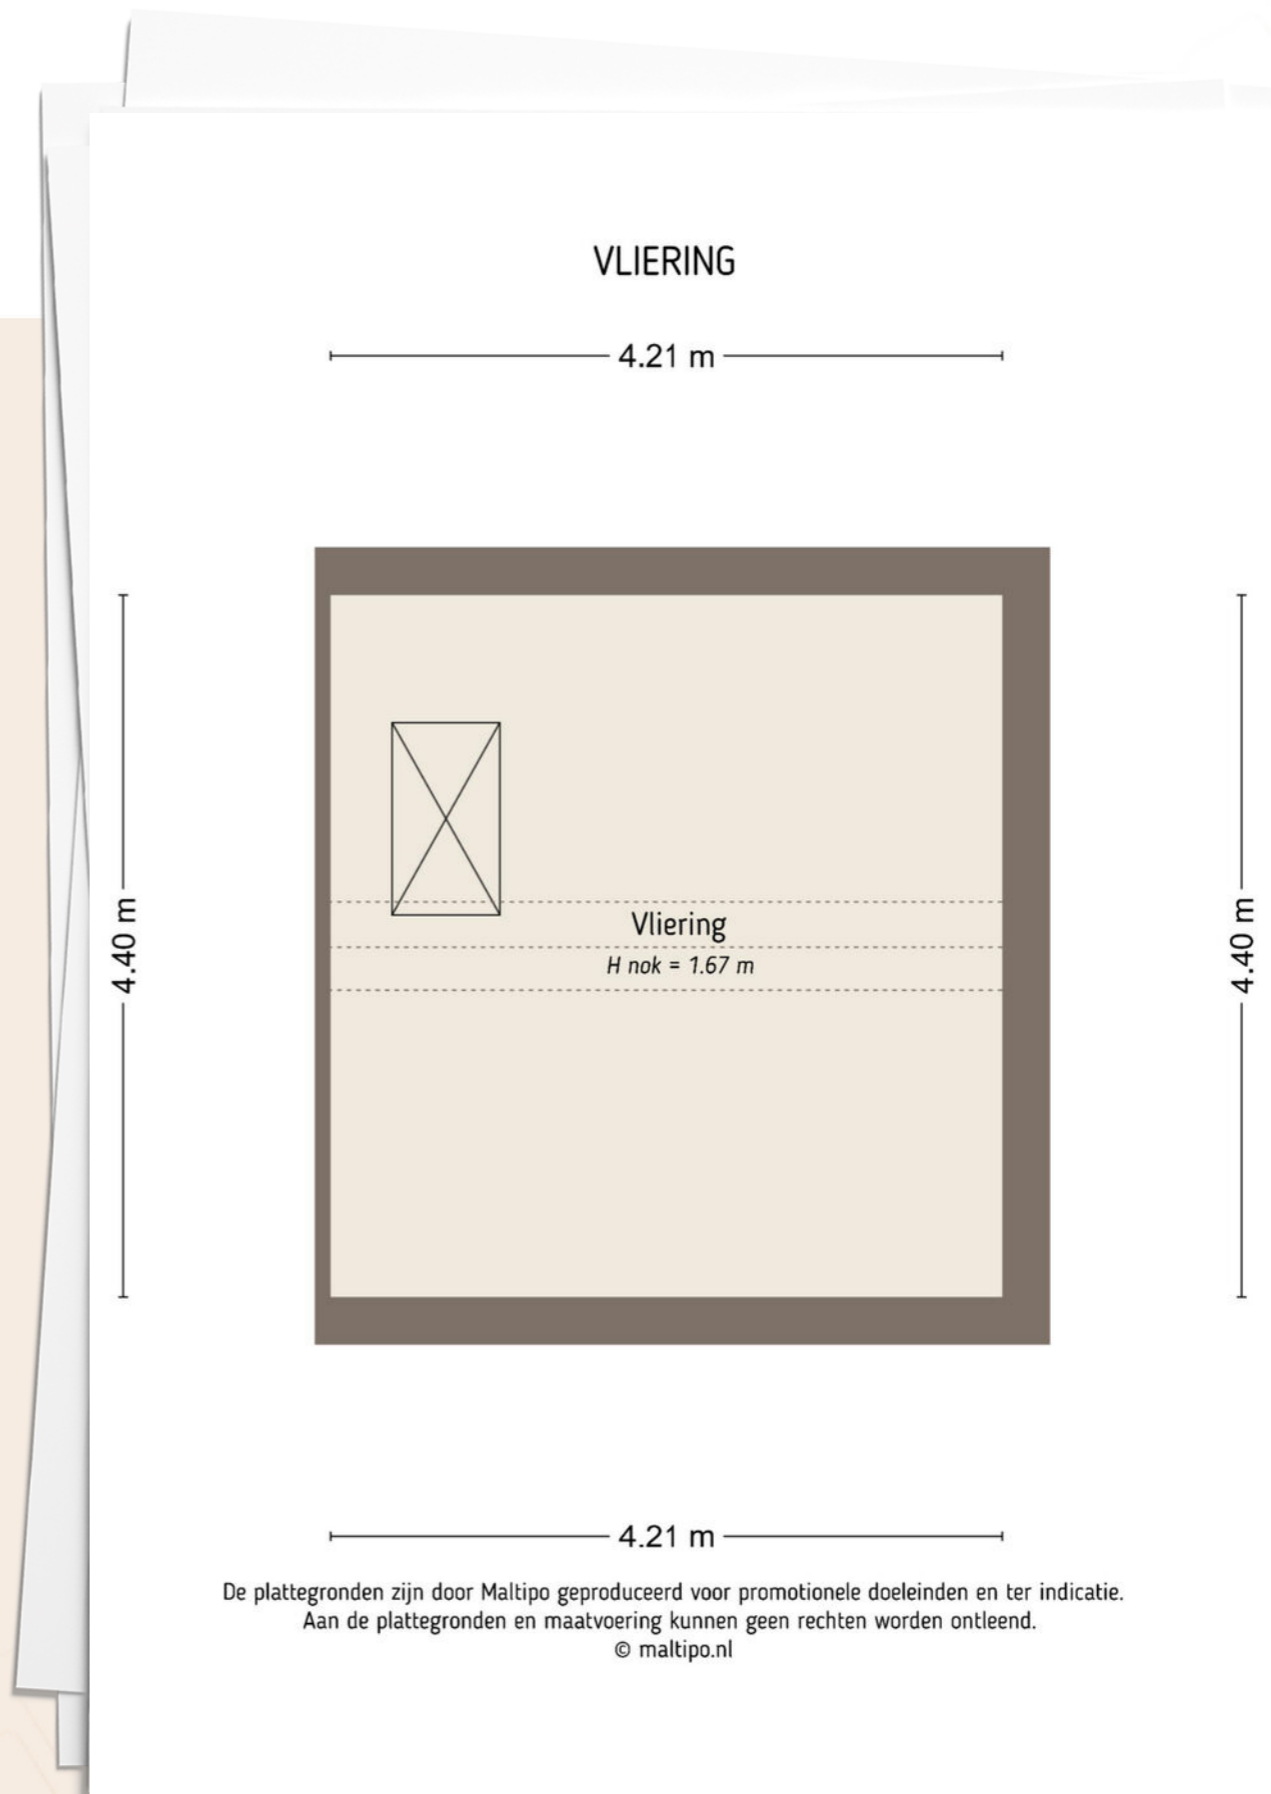 VLIERING
4.21 m
4.40 m
4.40 m
Vliering
H nok = 1.67 m
4.21 m
De plattegronden zijn door Maltipo geproduceerd voor promotionele doeleinden en ter indicatie.
Aan de plattegronden en maatvoering kunnen geen rechten worden ontleend.
© maltipo.nl